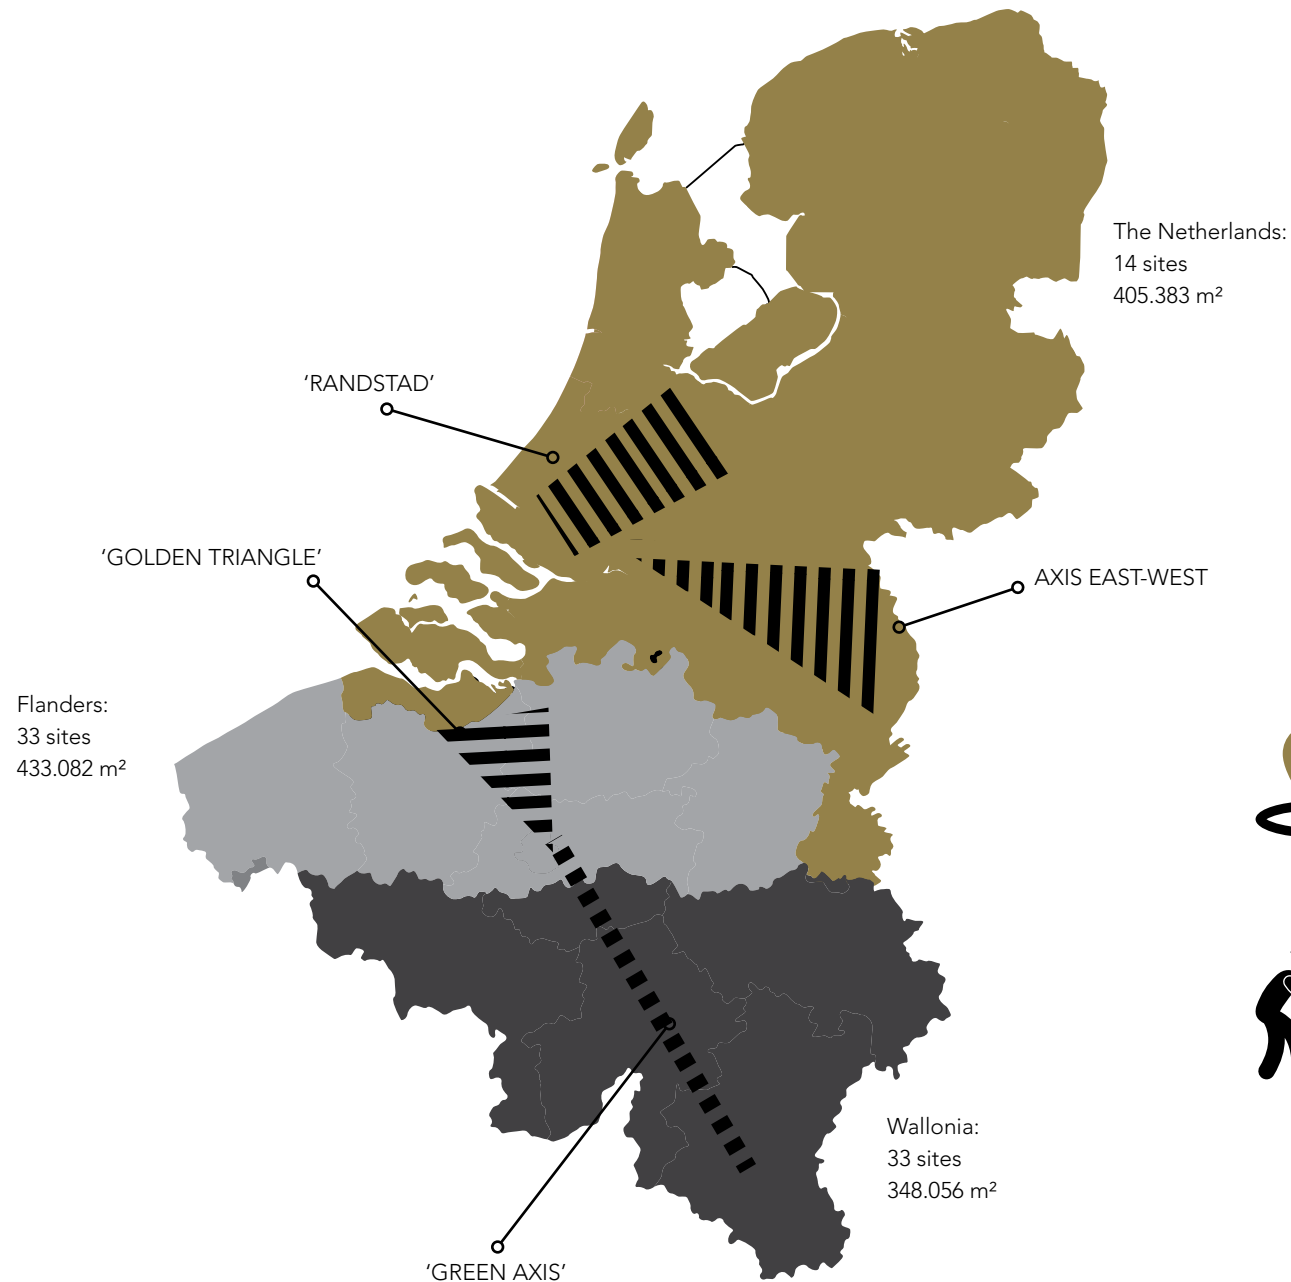 The Netherlands:
14 sites
405.383 m²
'RANDSTAD'
'GOLDEN TRIANGLE'
AXIS EAST-WEST
Flanders:
33 sites
433.082 m²
Wallonia:
33 sites
348.056 m²
'GREEN AXIS'